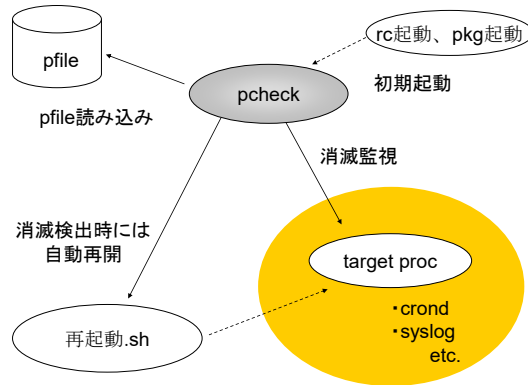 rc起動、pkg起動
pfile
pcheck
初期起動
pfile読み込み
消滅監視
消滅検出時には
自動再開
target proc
・crond
・syslog
etc.
再起動.sh